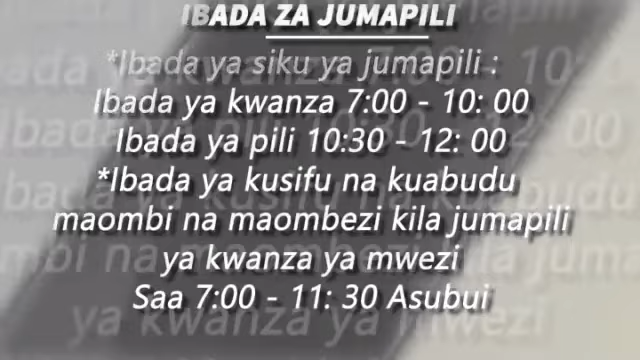 IBADA ZA JUMAPILI
*Ibada ya siku ya jumapili :
Ibada ya kwanza 7:00 - 10: 00
Ibada ya pili 10:30 - 12: 00
*Ibada ya kusifu na kuabudu
maombi na maombezi kila jumapili
ya kwanza ya mwezi
Saa 7:00 - 11: 30 Asubui